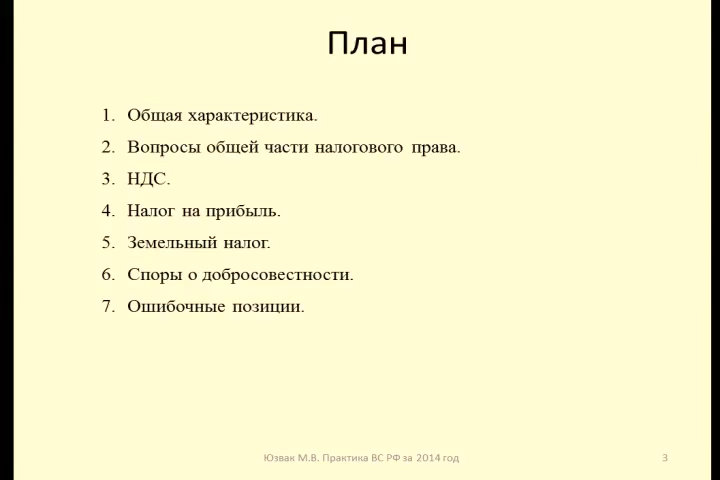 План
1. Общая характеристика.
2. Вопросы общей части налогового права.
3. НДС.
4. Налог на прибыль.
5. Земельный налог.
6. Споры о добросовестности.
7. Ошибочные позиции.
Юзвак М.В. Практика ВС РФ за 2014 год 3